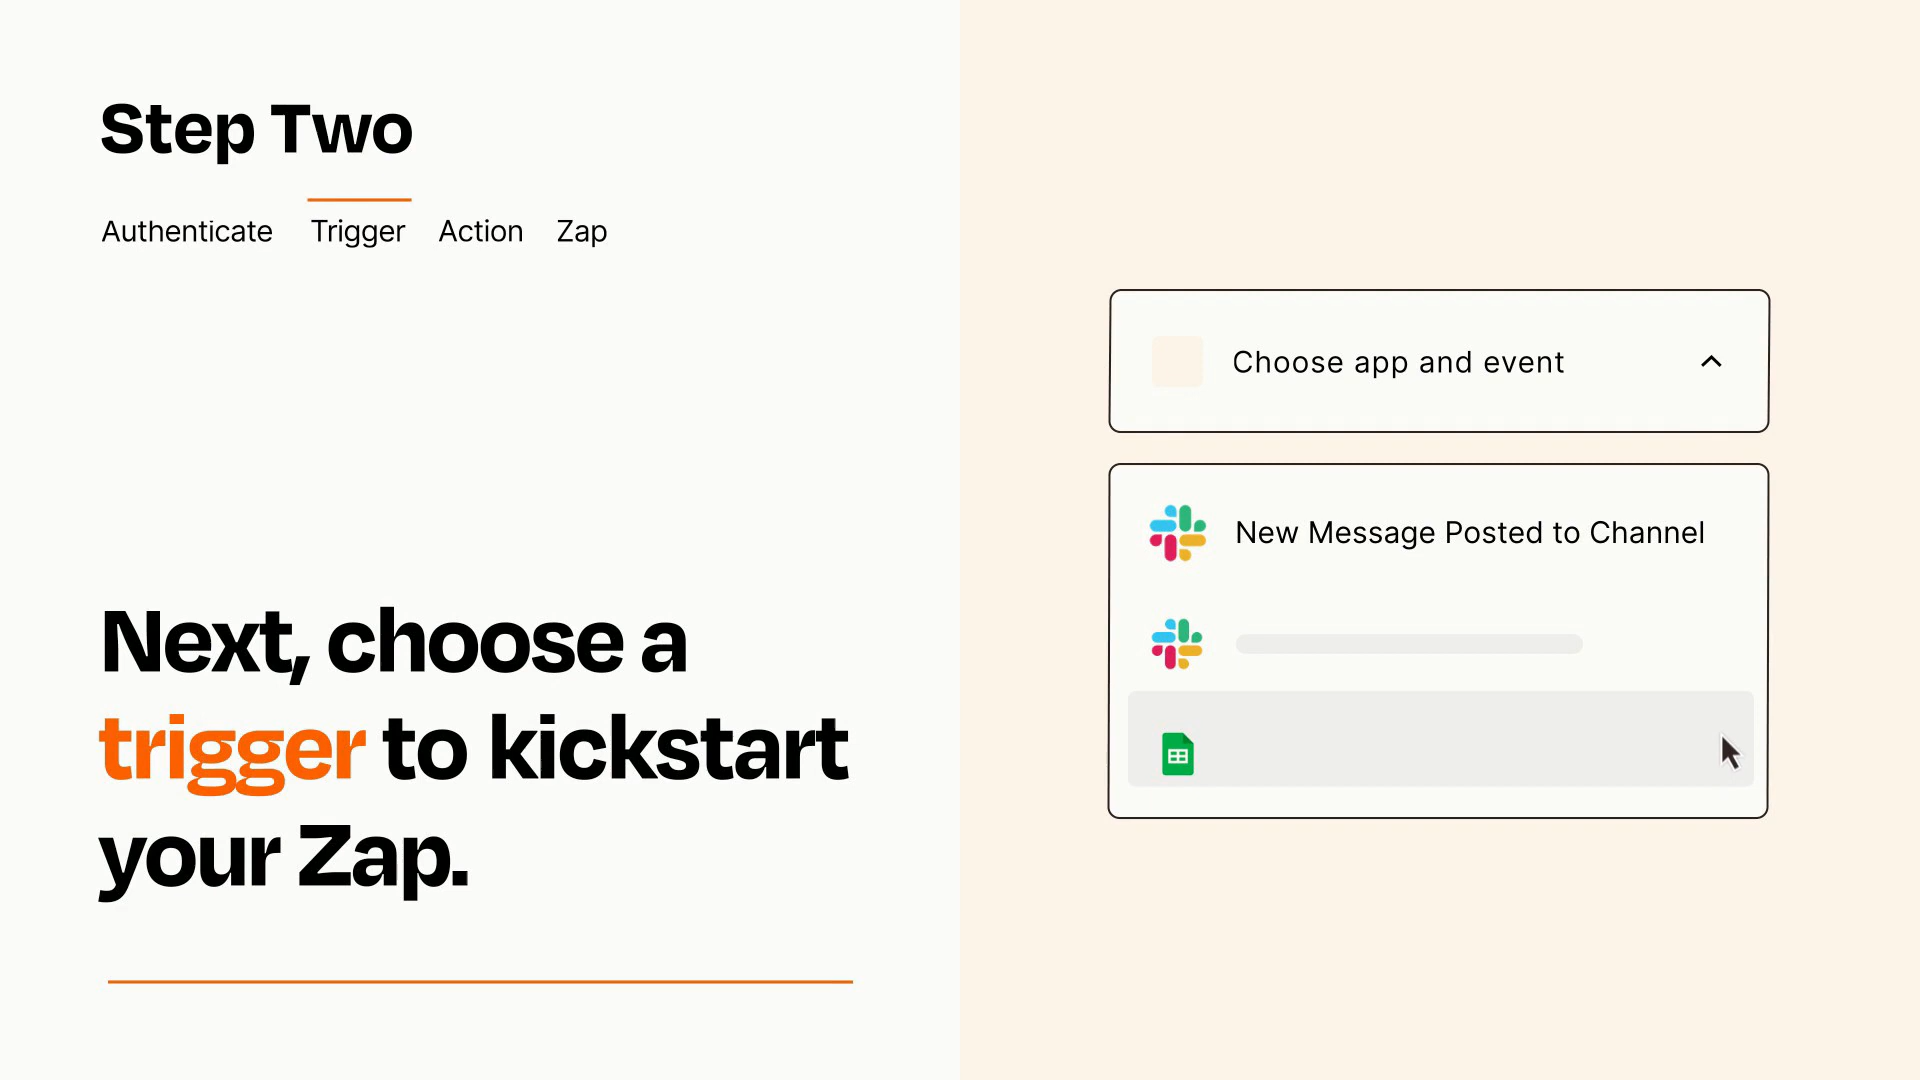 Step Two
Authenticate Trigger Action Zap
Next, choose a
trigger to kickstart
your Zap.
Choose app and event
New Message Posted to Channel